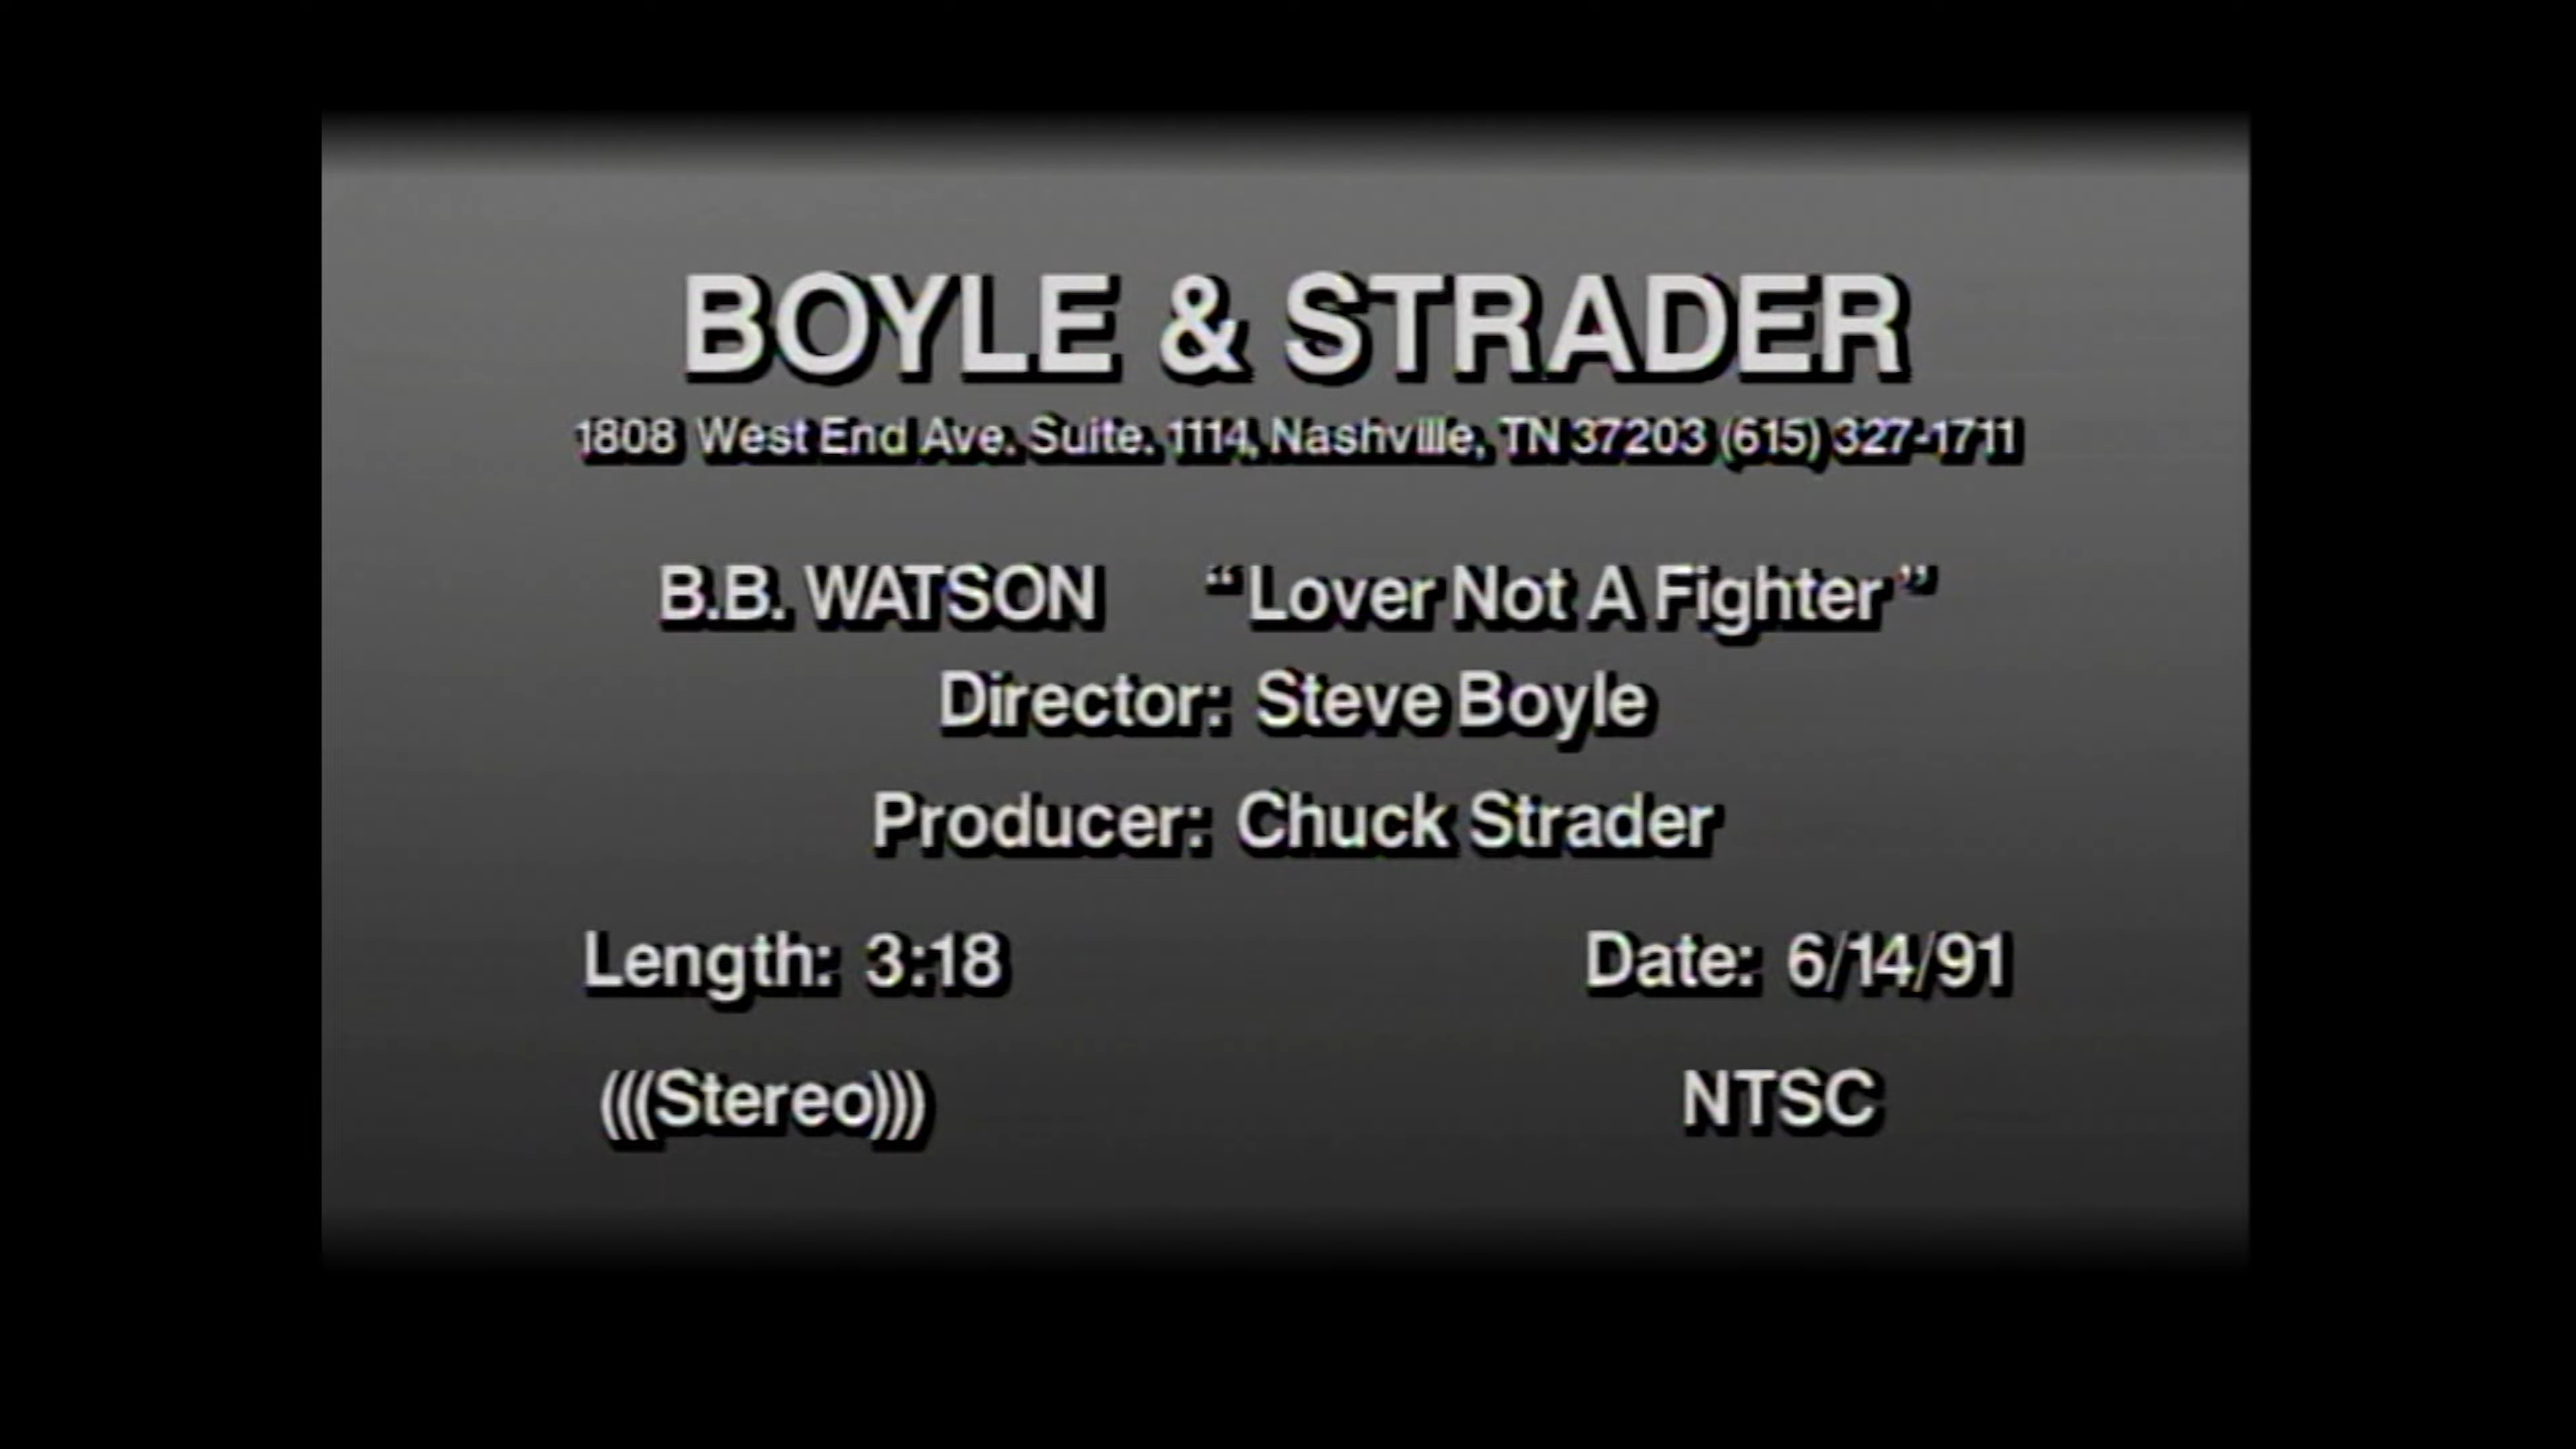 BOYLE & STRADER
1808 West End Ave. Suite. 1114, Nashville, TN 37203 (615) 327-1711
B.B. WATSON “Lover Not A Fighter”
Director: Steve Boyle
Producer: Chuck Strader
Length: 3:18 Date: 6/14/91
(((Stereo))) NTSC